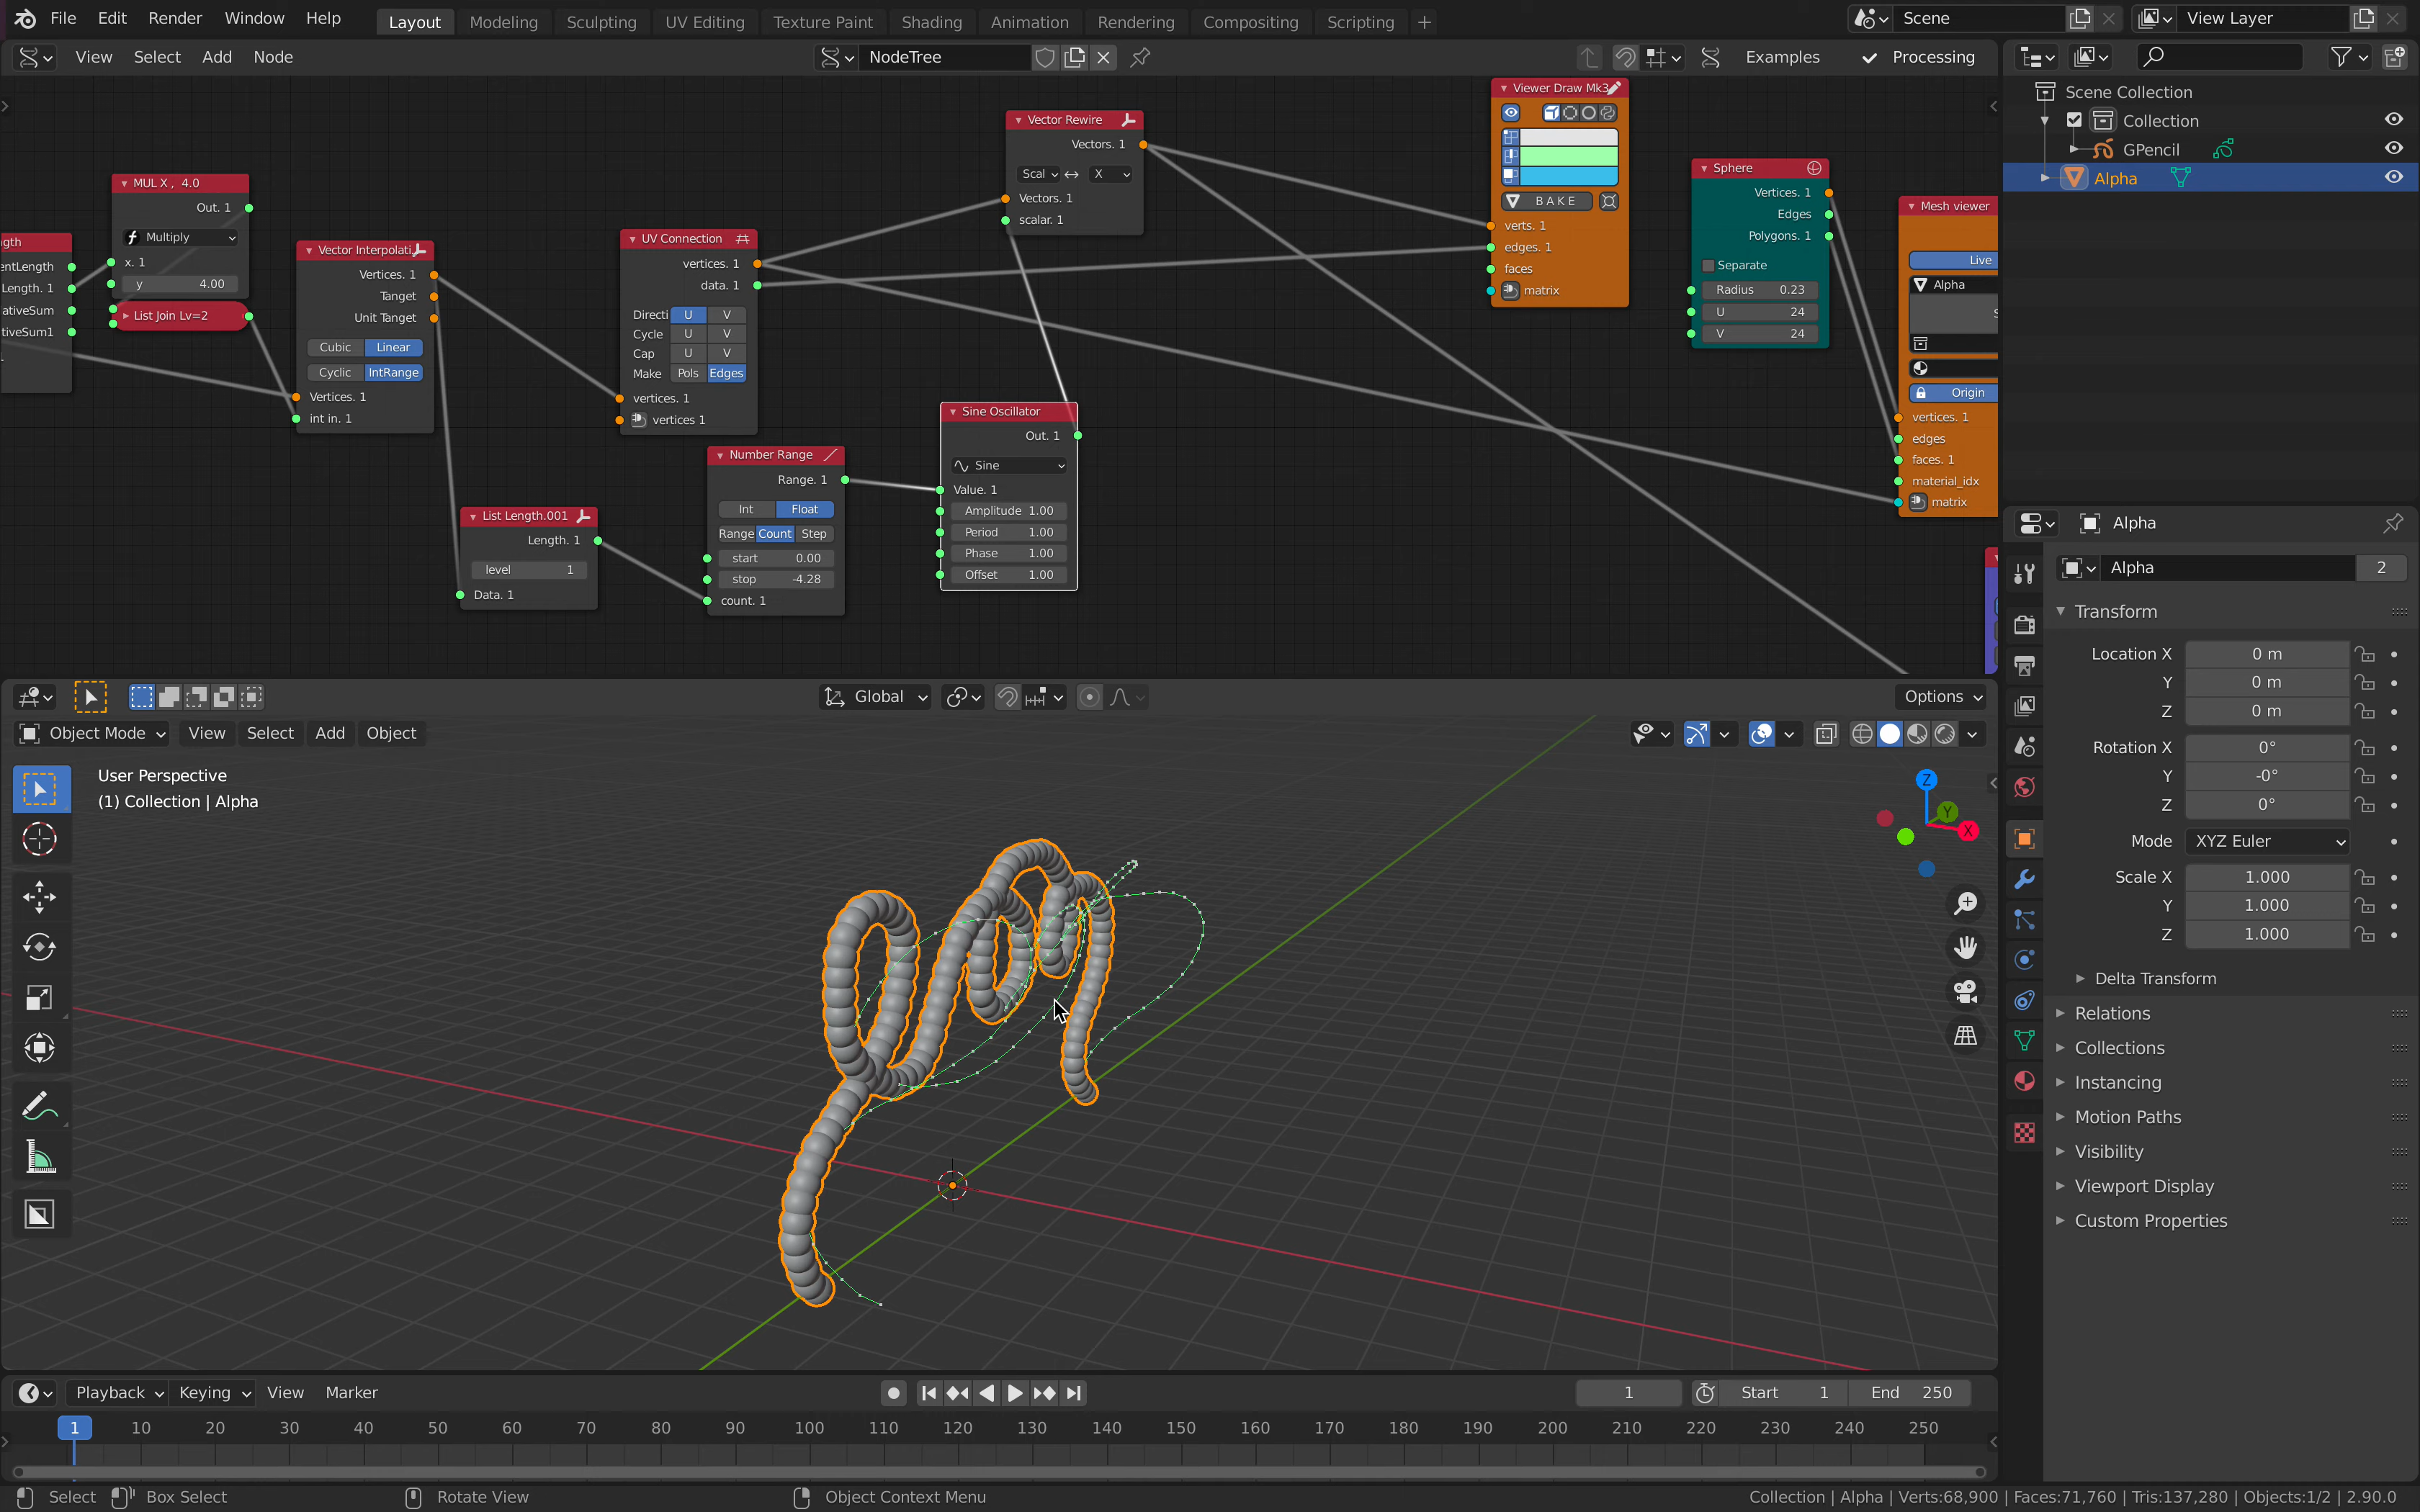 File Edit Render Window Help Layout Modeling Sculpting UV Editing Texture Paint Shading Animation Rendering Compositing Scripting + Scene View Layer
View Select Add Node NodeTree Examples Processing
Scene Collection
Collection
GPencil
Alpha
gth
entLength
Length. 1
ativeSum
tiveSum1
MUL X , 4.0
Out. 1
Multiply
x. 1
y 4.00
List Join Lv=2
Vector Interpolati
Vertices. 1
Tanget
Unit Tanget
Cubic Linear
Cyclic IntRange
Vertices. 1
int in. 1
List Length.001
Length. 1
level 1
Data. 1
UV Connection
vertices. 1
data. 1
Directi U V
Cycle U V
Cap U V
Make Pols Edges
vertices. 1
vertices 1
Number Range
Range. 1
Int Float
Range Count Step
start 0.00
stop -4.28
count. 1
Sine Oscillator
Out. 1
Sine
Value. 1
Amplitude 1.00
Period 1.00
Phase 1.00
Offset 1.00
Vector Rewire
Vectors. 1
Scal X
Vectors. 1
scalar. 1
Viewer Draw Mk3
BAKE
verts. 1
edges. 1
faces
matrix
Sphere
Vertices. 1
Edges
Polygons. 1
Separate
Radius 0.23
U 24
V 24
Mesh viewer
Live
Alpha
Origin
vertices. 1
edges
faces. 1
material_idx
matrix
Global Options
Object Mode View Select Add Object
User Perspective
(1) Collection | Alpha
Z
Y
X
Alpha
Alpha 2
Transform
Location X 0 m
Y 0 m
Z 0 m
Rotation X 0°
Y -0°
Z 0°
Mode XYZ Euler
Scale X 1.000
Y 1.000
Z 1.000
Delta Transform
Relations
Collections
Instancing
Motion Paths
Visibility
Viewport Display
Custom Properties
Playback Keying View Marker 1 Start 1 End 250
1 10 20 30 40 50 60 70 80 90 100 110 120 130 140 150 160 170 180 190 200 210 220 230 240 250
Select Box Select Rotate View Object Context Menu Collection | Alpha | Verts:68,900 | Faces:71,760 | Tris:137,280 | Objects:1/2 | 2.90.0